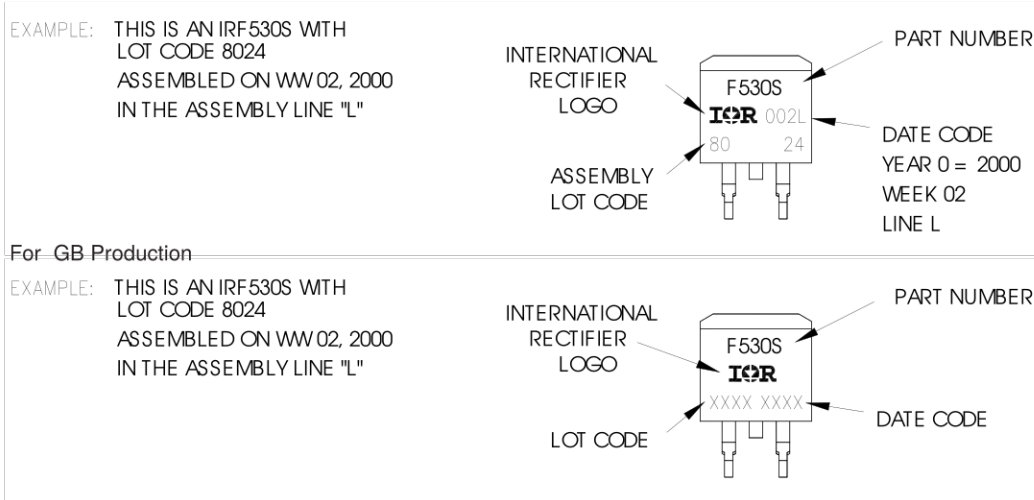 EXAMPLE: THIS IS AN IRF530S WITH
LOT CODE 8024
ASSEMBLED ON WW 02, 2000
IN THE ASSEMBLY LINE "L"
INTERNATIONAL
RECTIFIER
LOGO
ASSEMBLY
LOT CODE
F530S
IOR 002L
80 24
PART NUMBER
DATE CODE
YEAR 0 = 2000
WEEK 02
LINE L
For GB Production
EXAMPLE: THIS IS AN IRF530S WITH
LOT CODE 8024
ASSEMBLED ON WW 02, 2000
IN THE ASSEMBLY LINE "L"
INTERNATIONAL
RECTIFIER
LOGO
LOT CODE
F530S
IOR
XXXX XXXX
PART NUMBER
DATE CODE